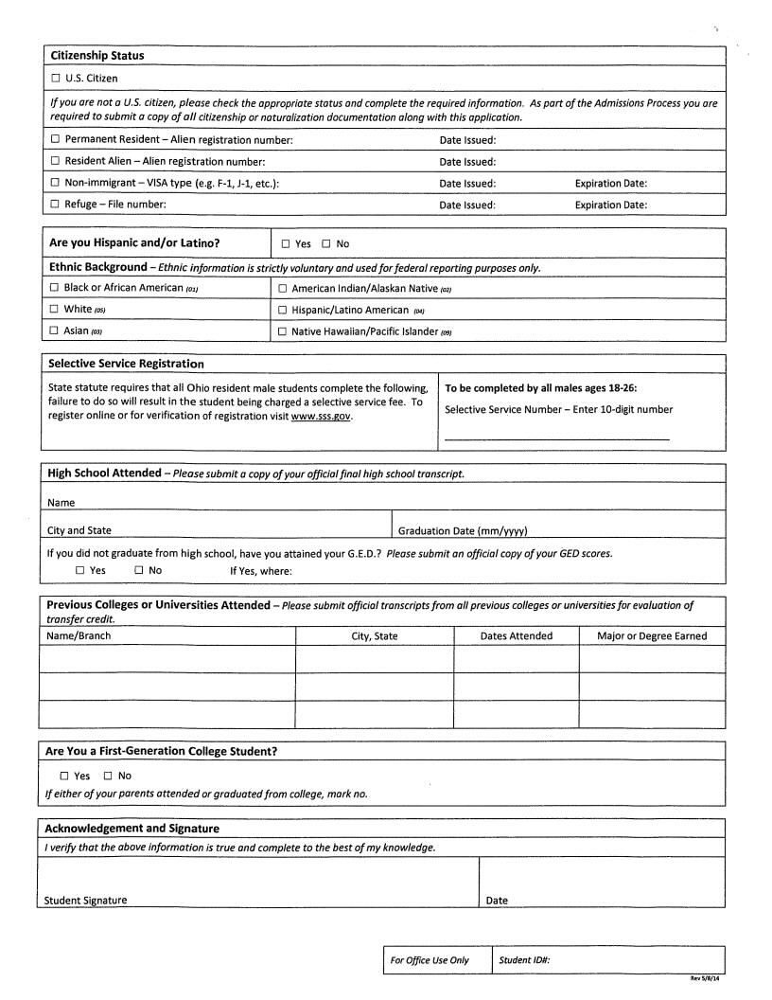 Citizenship Status
☐ U.S. Citizen
If you are not a U.S. citizen, please check the appropriate status and complete the required information. As part of the Admissions Process you are
required to submit a copy of all citizenship or naturalization documentation along with this application.
☐ Permanent Resident – Alien registration number: Date Issued:
☐ Resident Alien – Alien registration number: Date Issued:
☐ Non-immigrant – VISA type (e.g. F-1, J-1, etc.): Date Issued: Expiration Date:
☐ Refuge – File number: Date Issued: Expiration Date:
Are you Hispanic and/or Latino? ☐ Yes ☐ No
Ethnic Background – Ethnic information is strictly voluntary and used for federal reporting purposes only.
☐ Black or African American (01) ☐ American Indian/Alaskan Native (02)
☐ White (05) ☐ Hispanic/Latino American (04)
☐ Asian (03) ☐ Native Hawaiian/Pacific Islander (09)
Selective Service Registration
State statute requires that all Ohio resident male students complete the following,
failure to do so will result in the student being charged a selective service fee. To
register online or for verification of registration visit www.sss.gov.
To be completed by all males ages 18-26:
Selective Service Number – Enter 10-digit number
High School Attended – Please submit a copy of your official final high school transcript.
Name
City and State Graduation Date (mm/yyyy)
If you did not graduate from high school, have you attained your G.E.D.? Please submit an official copy of your GED scores.
☐ Yes ☐ No If Yes, where:
Previous Colleges or Universities Attended – Please submit official transcripts from all previous colleges or universities for evaluation of
transfer credit.
Name/Branch City, State Dates Attended Major or Degree Earned
Are You a First-Generation College Student?
☐ Yes ☐ No
If either of your parents attended or graduated from college, mark no.
Acknowledgement and Signature
I verify that the above information is true and complete to the best of my knowledge.
Student Signature Date
For Office Use Only Student ID#:
Rev 5/8/14